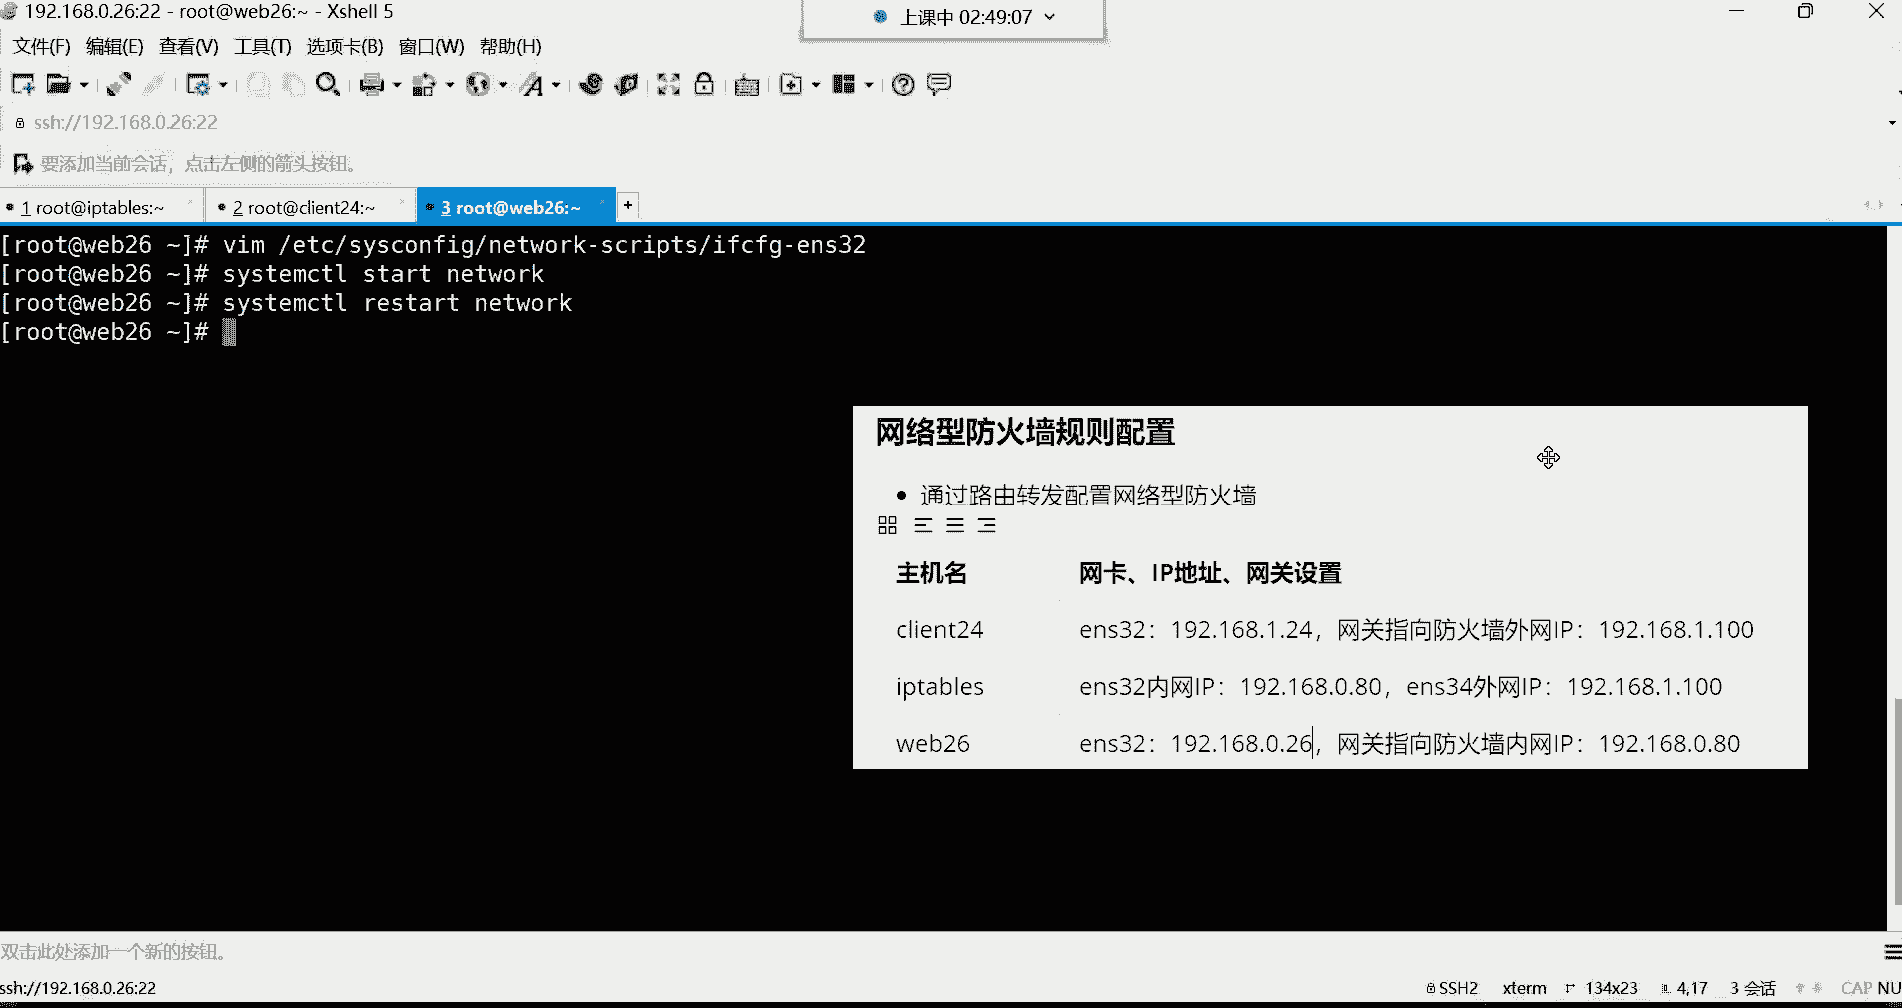 192.168.0.26:22 - root@web26:~ - Xshell 5
上课中 02:49:07
文件(F) 编辑(E) 查看(V) 工具(T) 选项卡(B) 窗口(W) 帮助(H)
ssh://192.168.0.26:22
要添加当前会话，点击左侧的箭头按钮。
1 root@iptables:~ 2 root@client24:~ 3 root@web26:~ +
[root@web26 ~]# vim /etc/sysconfig/network-scripts/ifcfg-ens32
[root@web26 ~]# systemctl start network
[root@web26 ~]# systemctl restart network
[root@web26 ~]#
网络型防火墙规则配置
• 通过路由转发配置网络型防火墙
主机名 网卡、IP地址、网关设置
client24 ens32：192.168.1.24，网关指向防火墙外网IP：192.168.1.100
iptables ens32内网IP：192.168.0.80，ens34外网IP：192.168.1.100
web26 ens32：192.168.0.26，网关指向防火墙内网IP：192.168.0.80
双击此处添加一个新的按钮。
ssh://192.168.0.26:22 SSH2 xterm 134x23 4,17 3 会话 CAP NU